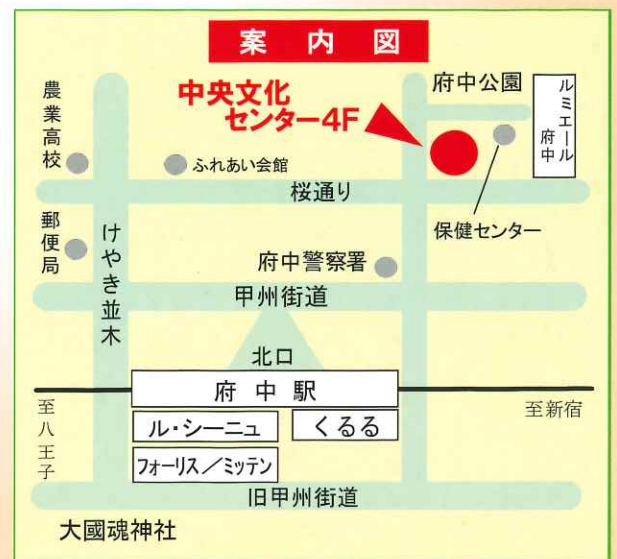 案内図
中央文化
センター4F
府中公園
ルミエール
府中
農業高校
ふれあい会館
桜通り
保健センター
郵便局
けやき並木
府中警察署
甲州街道
北口
府中駅
至八王子
至新宿
ル・シーニュ
くるる
フォーリス／ミッテン
旧甲州街道
大國魂神社